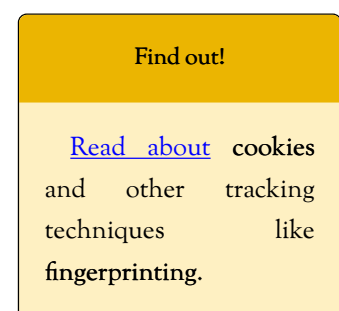 Find out!
Read about cookies
and other tracking
techniques like
fingerprinting.